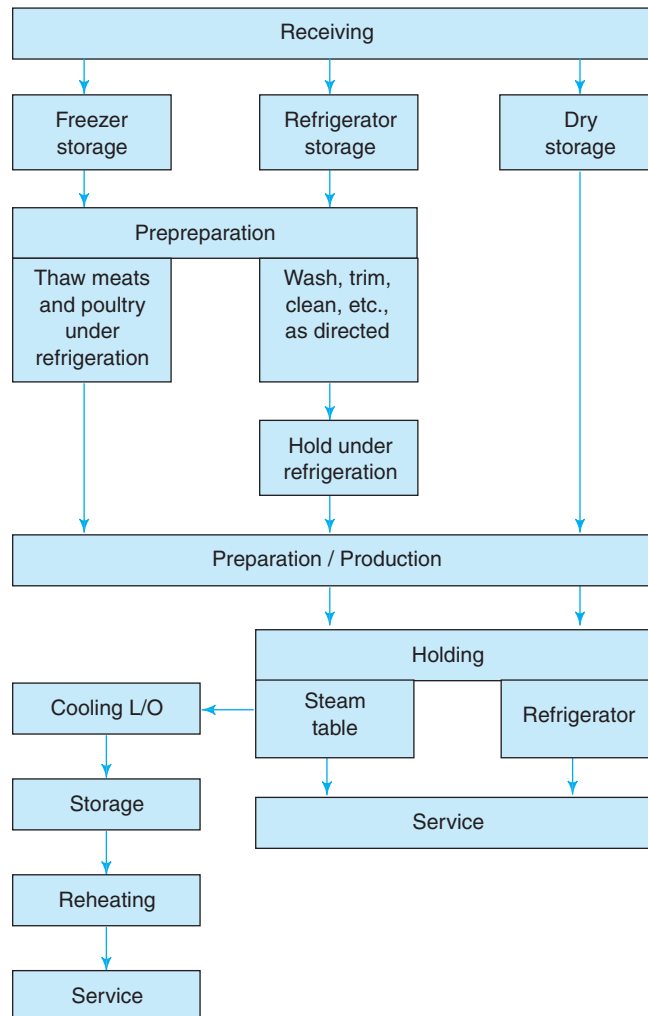 Receiving
Freezer
storage
Refrigerator
storage
Dry
storage
Prepreparation
Thaw meats
and poultry
under
refrigeration
Wash, trim,
clean, etc.,
as directed
Hold under
refrigeration
Preparation / Production
Holding
Steam
table
Refrigerator
Service
Cooling L/O
Storage
Reheating
Service